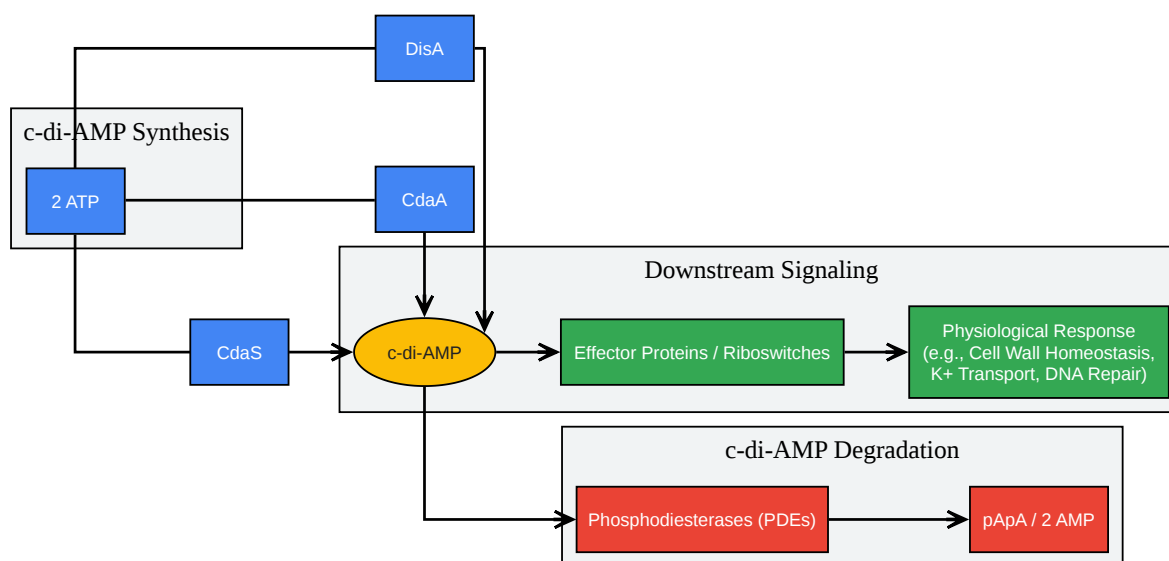 DisA
c-di-AMP Synthesis
2 ATP
CdaA
Downstream Signaling
CdaS
c-di-AMP
Effector Proteins / Riboswitches
Physiological Response
(e.g., Cell Wall Homeostasis,
K+ Transport, DNA Repair)
c-di-AMP Degradation
Phosphodiesterases (PDEs)
pApA / 2 AMP